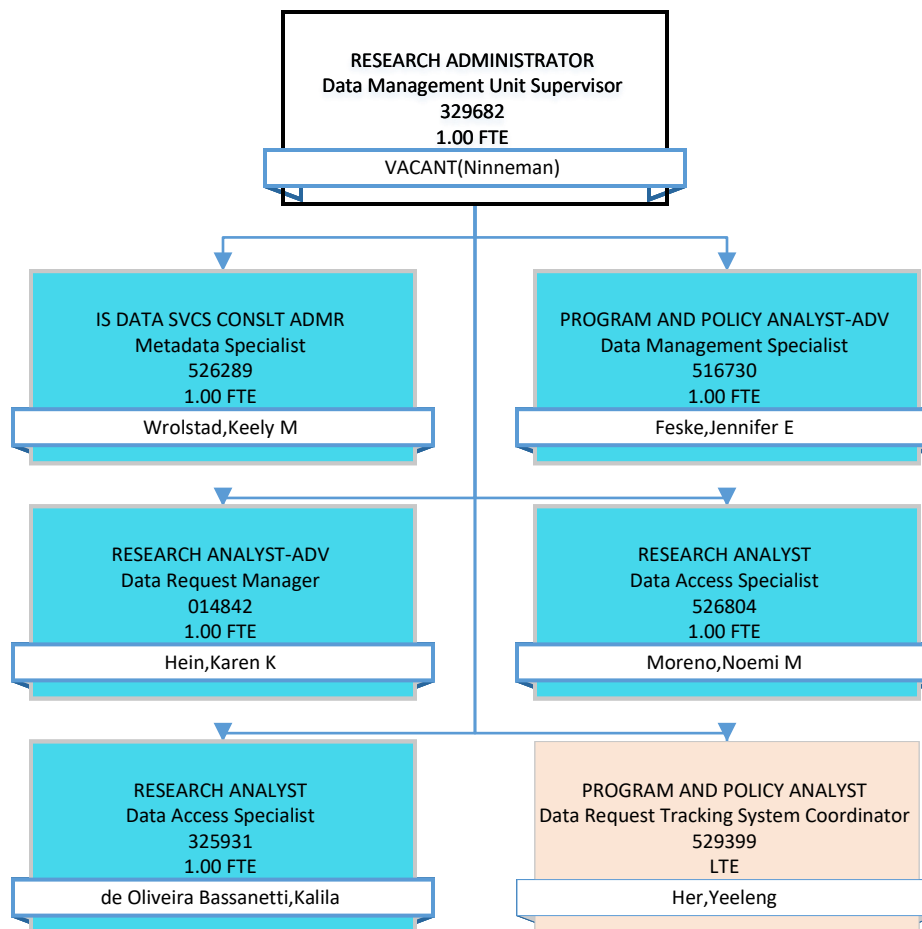 RESEARCH ADMINISTRATOR
Data Management Unit Supervisor
329682
1.00 FTE
VACANT(Ninneman)
IS DATA SVCS CONSLT ADMR
Metadata Specialist
526289
1.00 FTE
Wrolstad,Keely M
PROGRAM AND POLICY ANALYST-ADV
Data Management Specialist
516730
1.00 FTE
Feske,Jennifer E
RESEARCH ANALYST-ADV
Data Request Manager
014842
1.00 FTE
Hein,Karen K
RESEARCH ANALYST
Data Access Specialist
526804
1.00 FTE
Moreno,Noemi M
RESEARCH ANALYST
Data Access Specialist
325931
1.00 FTE
de Oliveira Bassanetti,Kalila
PROGRAM AND POLICY ANALYST
Data Request Tracking System Coordinator
529399
LTE
Her,Yeeleng